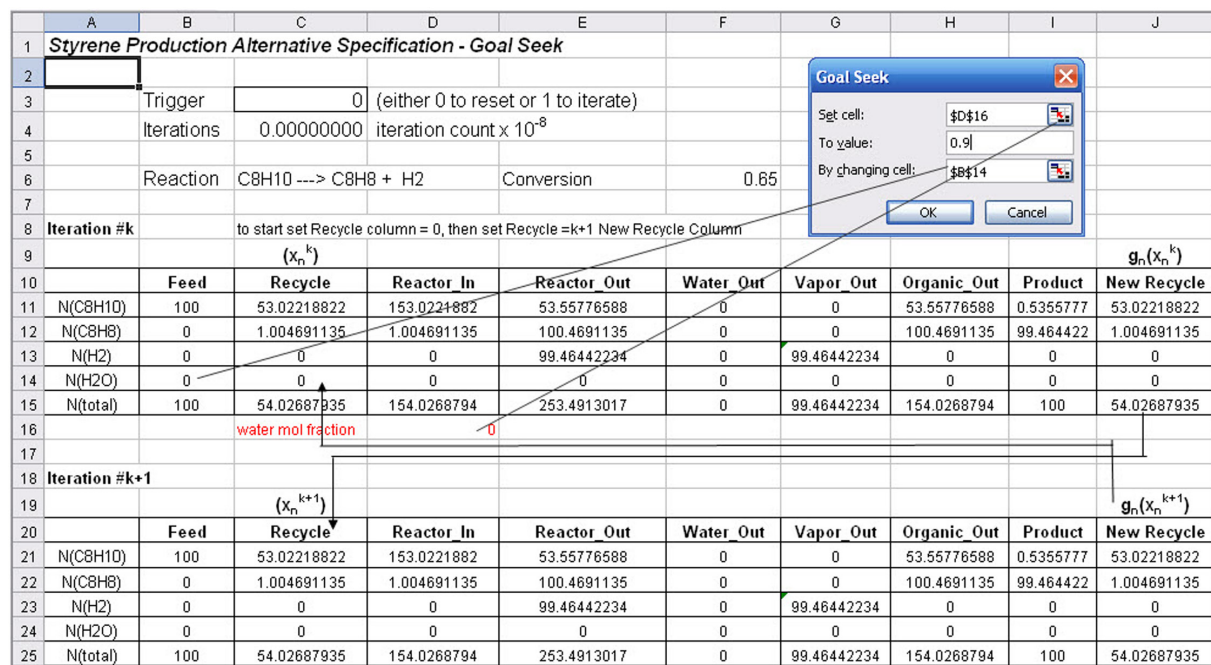 A B C D E F G H I J
1 Styrene Production Alternative Specification - Goal Seek
2
3 Trigger 0 (either 0 to reset or 1 to iterate)
4 Iterations 0.00000000 iteration count x 10-8
5
6 Reaction C8H10 ---> C8H8 + H2 Conversion 0.65
7
Goal Seek
Set cell: $D$16
To value: 0.9
By changing cell: $B$14
OK Cancel
8 Iteration #k to start set Recycle column = 0, then set Recycle =k+1 New Recycle Column
9 (xnk) gn(xnk)
10 Feed Recycle Reactor_In Reactor_Out Water_Out Vapor_Out Organic_Out Product New Recycle
11 N(C8H10) 100 53.02218822 153.0221882 53.55776588 0 0 53.55776588 0.5355777 53.02218822
12 N(C8H8) 0 1.004691135 1.004691135 100.4691135 0 0 100.4691135 99.464422 1.004691135
13 N(H2) 0 0 0 99.46442234 0 99.46442234 0 0 0
14 N(H2O) 0 0 0 0 0 0 0 0 0
15 N(total) 100 54.02687935 154.0268794 253.4913017 0 99.46442234 154.0268794 100 54.02687935
16 water mol fraction 0
17
18 Iteration #k+1
19 (xnk+1) gn(xnk+1)
20 Feed Recycle Reactor_In Reactor_Out Water_Out Vapor_Out Organic_Out Product New Recycle
21 N(C8H10) 100 53.02218822 153.0221882 53.55776588 0 0 53.55776588 0.5355777 53.02218822
22 N(C8H8) 0 1.004691135 1.004691135 100.4691135 0 0 100.4691135 99.464422 1.004691135
23 N(H2) 0 0 0 99.46442234 0 99.46442234 0 0 0
24 N(H2O) 0 0 0 0 0 0 0 0 0
25 N(total) 100 54.02687935 154.0268794 253.4913017 0 99.46442234 154.0268794 100 54.02687935